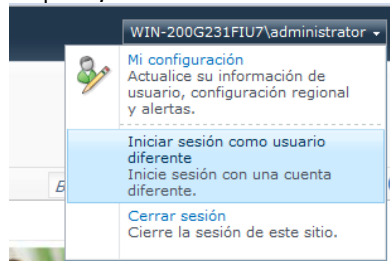 WIN-200G231FIU7\administrator
Mi configuración
Actualice su información de
usuario, configuración regional
y alertas.
Iniciar sesión como usuario
diferente
Inicie sesión con una cuenta
diferente.
B
Cerrar sesión
Cierre la sesión de este sitio.